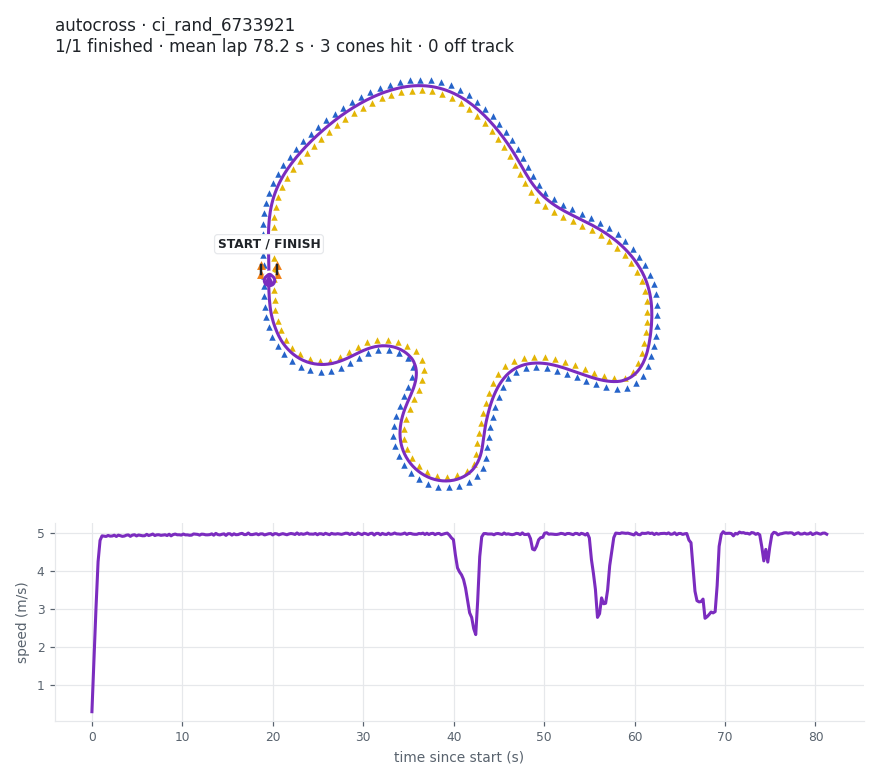 autocross · ci_rand_6733921
1/1 finished · mean lap 78.2 s · 3 cones hit · 0 off track
START / FINISH
5
4
3
2
1
speed (m/s)
0 10 20 30 40 50 60 70 80
time since start (s)